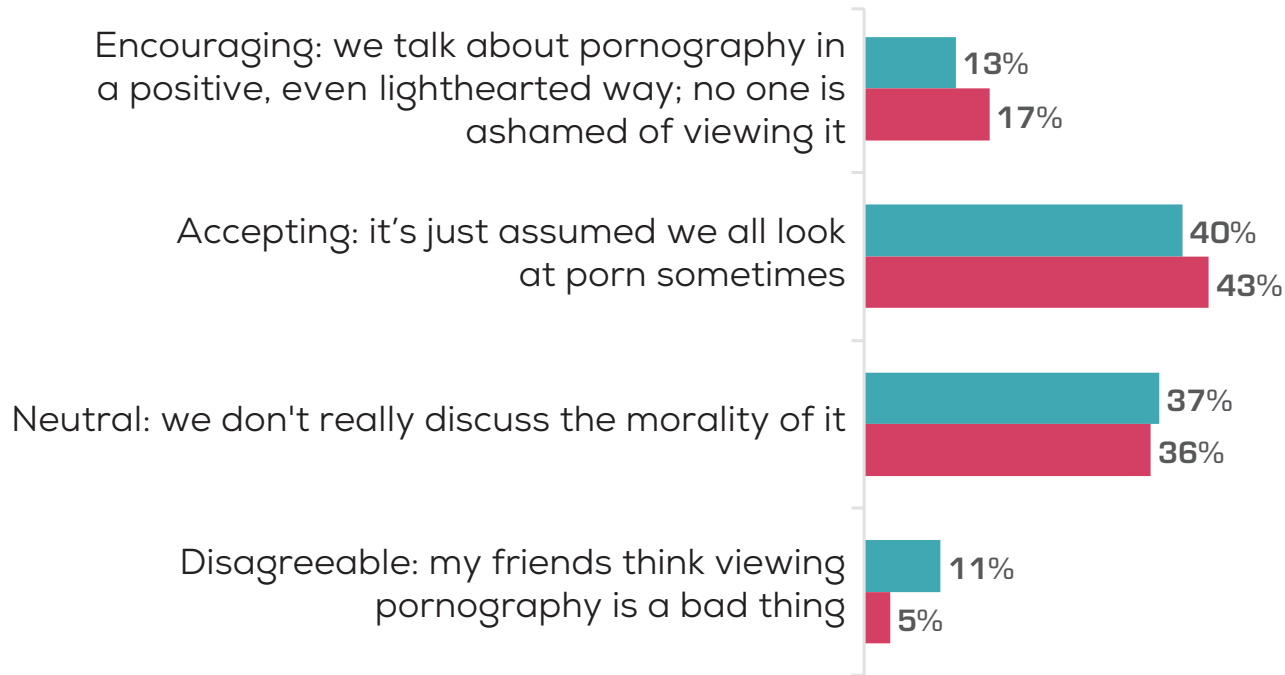 Encouraging: we talk about pornography in
a positive, even lighthearted way; no one is
ashamed of viewing it
13%
17%
Accepting: it’s just assumed we all look
at porn sometimes
40%
43%
Neutral: we don't really discuss the morality of it
37%
36%
Disagreeable: my friends think viewing
pornography is a bad thing
11%
5%